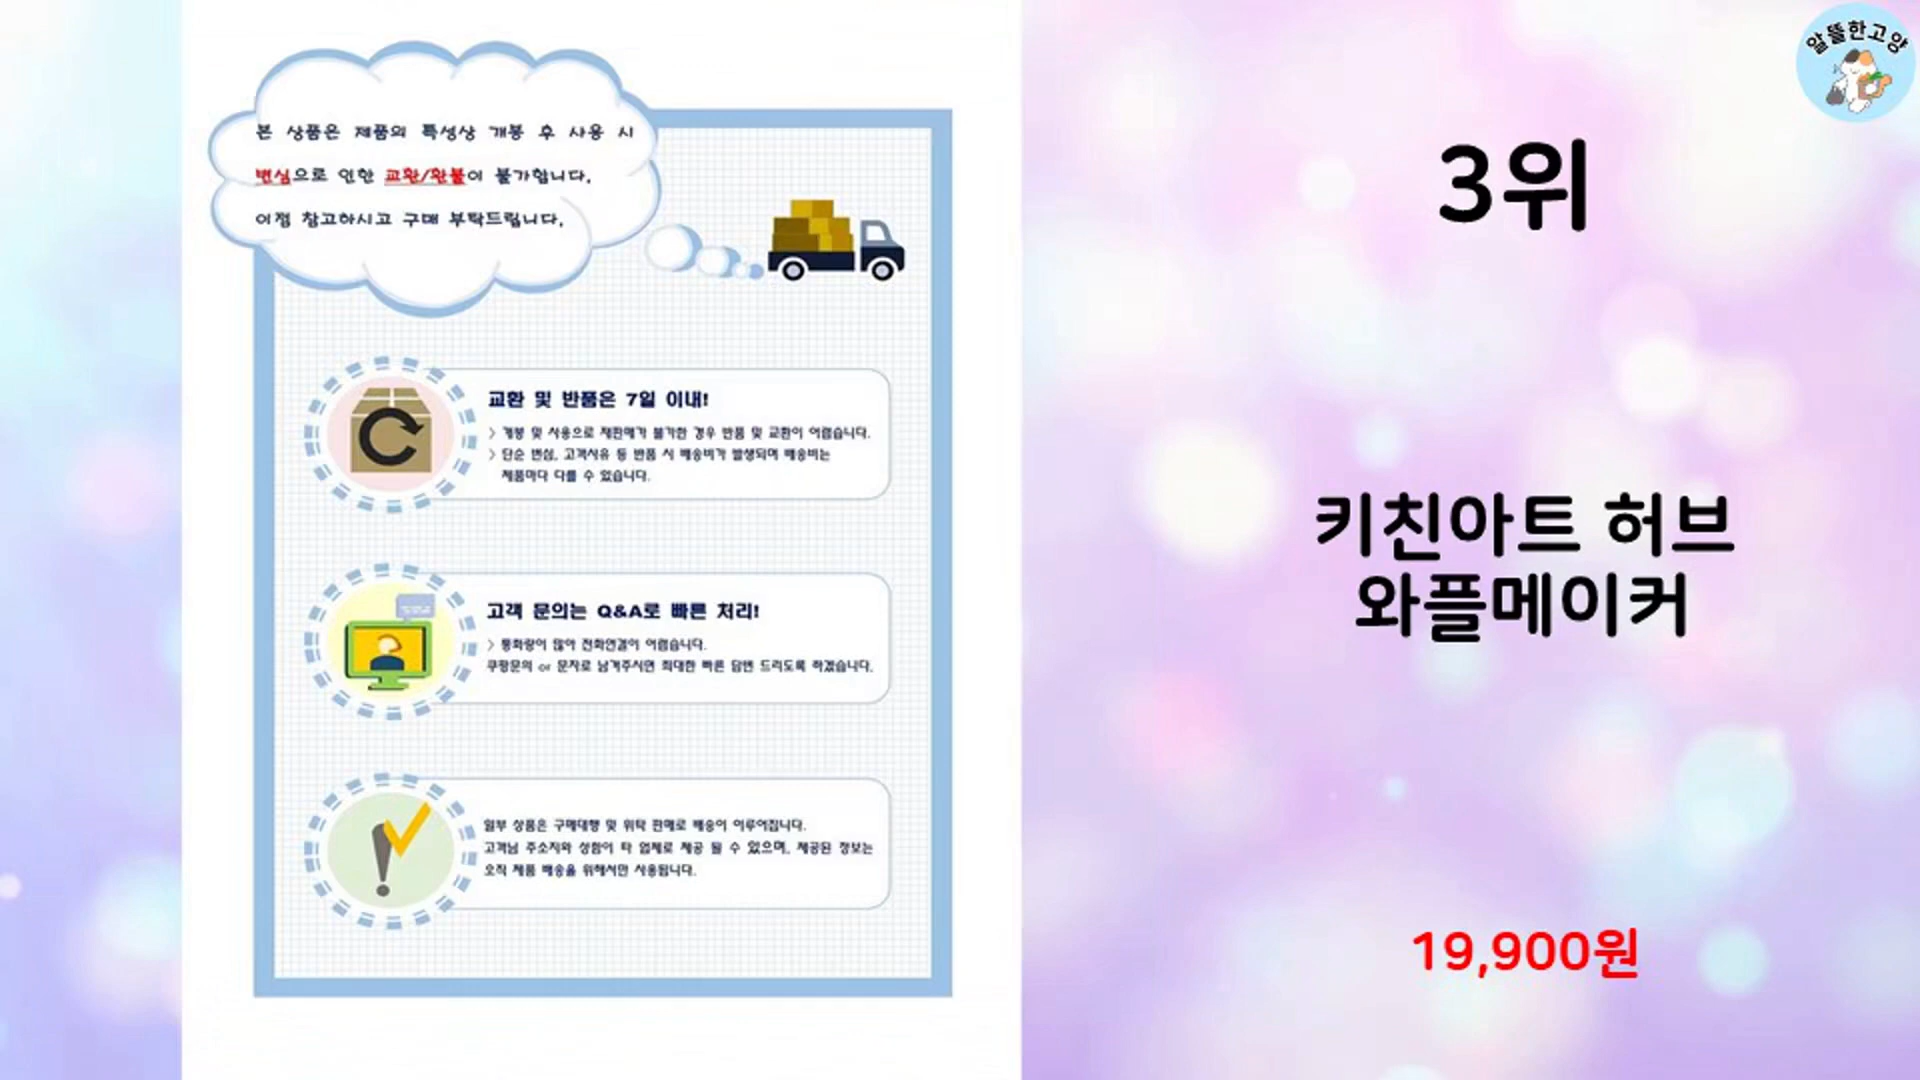 본 상품은 제품의 특성상 개봉 후 사용 시
변심으로 인한 교환/환불이 불가합니다.
이점 참고하시고 구매 부탁드립니다.
교환 및 반품은 7일 이내!
> 개봉 및 사용으로 재판매가 불가한 경우 반품 및 교환이 어렵습니다.
> 단순 변심, 고객사유 등 반품 시 배송비가 발생되며 배송비는
제품마다 다를 수 있습니다.
고객 문의는 Q&A로 빠른 처리!
> 통화량이 많아 전화연결이 어렵습니다.
쿠팡문의 or 문자로 남겨주시면 최대한 빠른 답변 드리도록 하겠습니다.
일부 상품은 구매대행 및 위탁 판매로 배송이 이루어집니다.
고객님 주소지와 성함이 타 업체로 제공 될 수 있으며, 제공된 정보는
오직 제품 배송을 위해서만 사용됩니다.
알뜰한고양
3위
키친아트 허브
와플메이커
19,900원